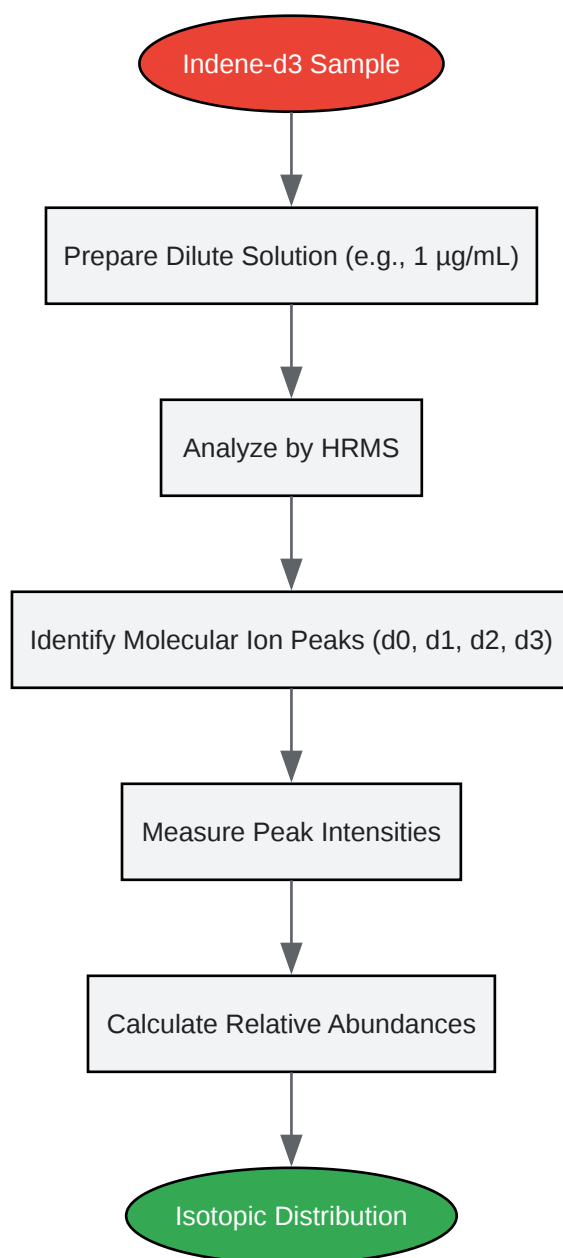 Indene-d3 Sample
Prepare Dilute Solution (e.g., 1 µg/mL)
Analyze by HRMS
Identify Molecular Ion Peaks (d0, d1, d2, d3)
Measure Peak Intensities
Calculate Relative Abundances
Isotopic Distribution